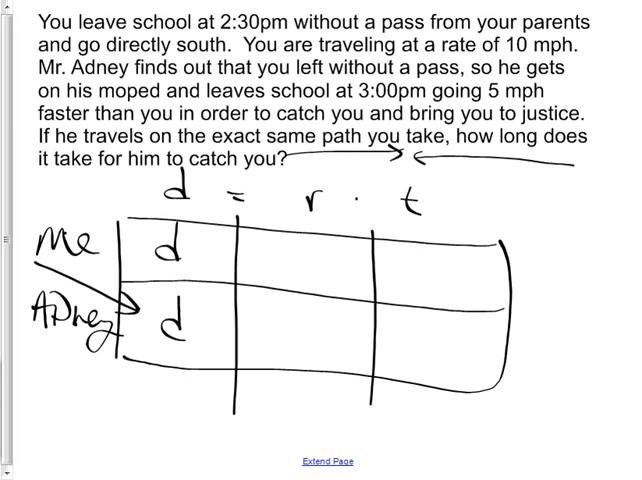 You leave school at 2:30pm without a pass from your parents
and go directly south.  You are traveling at a rate of 10 mph.
Mr. Adney finds out that you left without a pass, so he gets
on his moped and leaves school at 3:00pm going 5 mph
faster than you in order to catch you and bring you to justice.
If he travels on the exact same path you take, how long does
it take for him to catch you?
d = r · t
Me d
ADney d
Extend Page